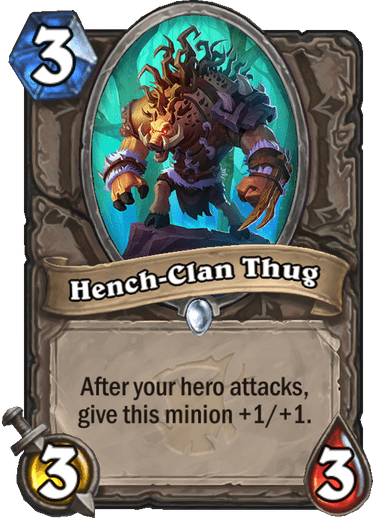 3
Hench-Clan Thug
After your hero attacks,
give this minion +1/+1.
3
3